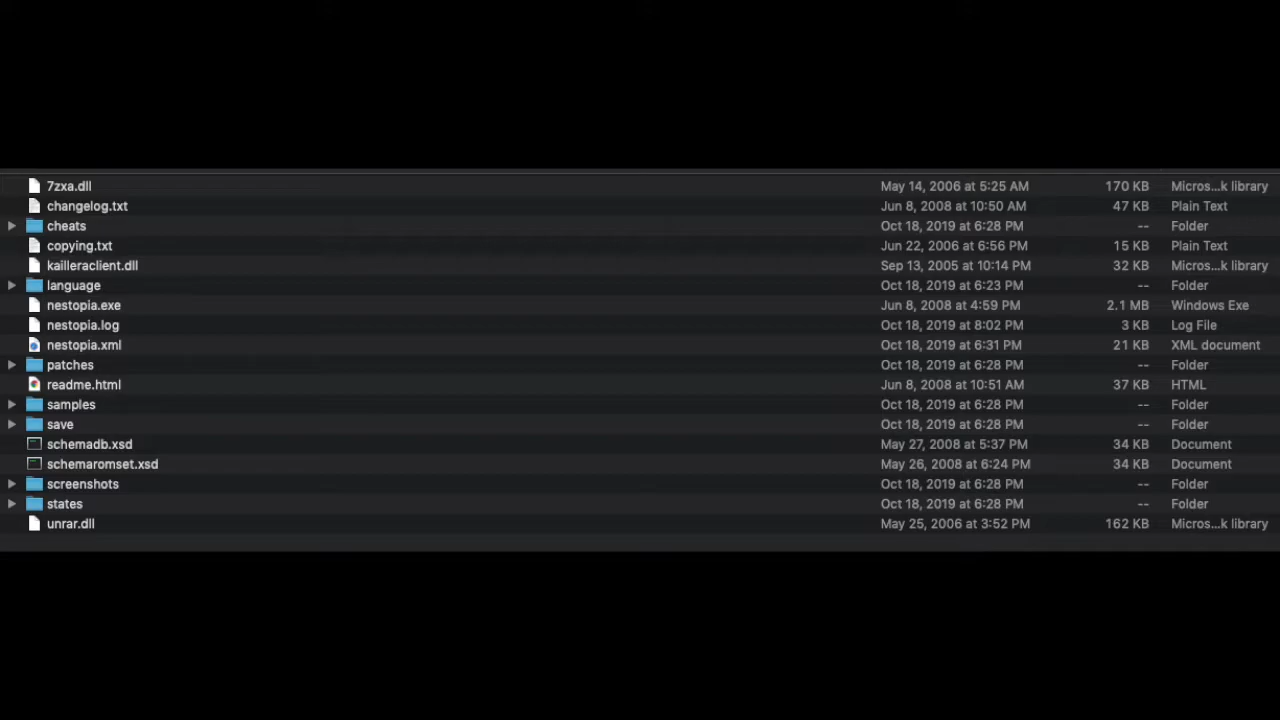 7zxa.dll May 14, 2006 at 5:25 AM 170 KB Micros...k library
changelog.txt Jun 8, 2008 at 10:50 AM 47 KB Plain Text
cheats Oct 18, 2019 at 6:28 PM -- Folder
copying.txt Jun 22, 2006 at 6:56 PM 15 KB Plain Text
kailleraclient.dll Sep 13, 2005 at 10:14 PM 32 KB Micros...k library
language Oct 18, 2019 at 6:23 PM -- Folder
nestopia.exe Jun 8, 2008 at 4:59 PM 2.1 MB Windows Exe
nestopia.log Oct 18, 2019 at 8:02 PM 3 KB Log File
nestopia.xml Oct 18, 2019 at 6:31 PM 21 KB XML document
patches Oct 18, 2019 at 6:28 PM -- Folder
readme.html Jun 8, 2008 at 10:51 AM 37 KB HTML
samples Oct 18, 2019 at 6:28 PM -- Folder
save Oct 18, 2019 at 6:28 PM -- Folder
schemadb.xsd May 27, 2008 at 5:37 PM 34 KB Document
schemaromset.xsd May 26, 2008 at 6:24 PM 34 KB Document
screenshots Oct 18, 2019 at 6:28 PM -- Folder
states Oct 18, 2019 at 6:28 PM -- Folder
unrar.dll May 25, 2006 at 3:52 PM 162 KB Micros...k library